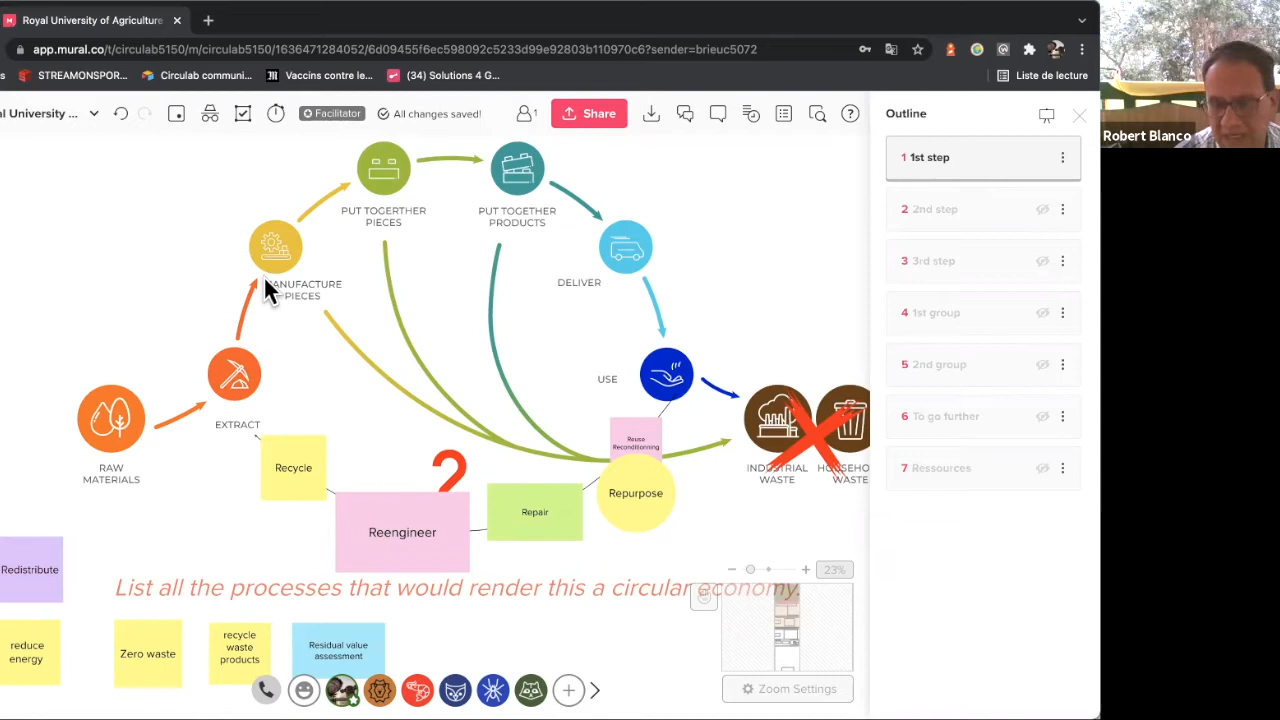 Royal University of Agriculture
app.mural.co/t/circulab5150/m/circulab5150/1636471284052/6d09455f6ec598092c5233d99e92803b110970c6?sender=brieuc5072
s
STREAMONSPOR...
Circulab communi...
Vaccins contre le...
(34) Solutions 4 G...
Liste de lecture
al University ...
Facilitator
All changes saved!
1
Share
Outline
Robert Blanco
1 1st step
2 2nd step
3 3rd step
4 1st group
5 2nd group
6 To go further
7 Ressources
PUT TOGERTHER
PIECES
PUT TOGETHER
PRODUCTS
MANUFACTURE
PIECES
DELIVER
USE
EXTRACT
RAW
MATERIALS
INDUSTRIAL
WASTE
HOUSEHO
WASTE
Reuse
Reconditionning
Recycle
?
Repurpose
Repair
Reengineer
Redistribute
List all the processes that would render this a circular economy.
23%
reduce
energy
Zero waste
recycle
waste
products
Residual value
assessment
Zoom Settings